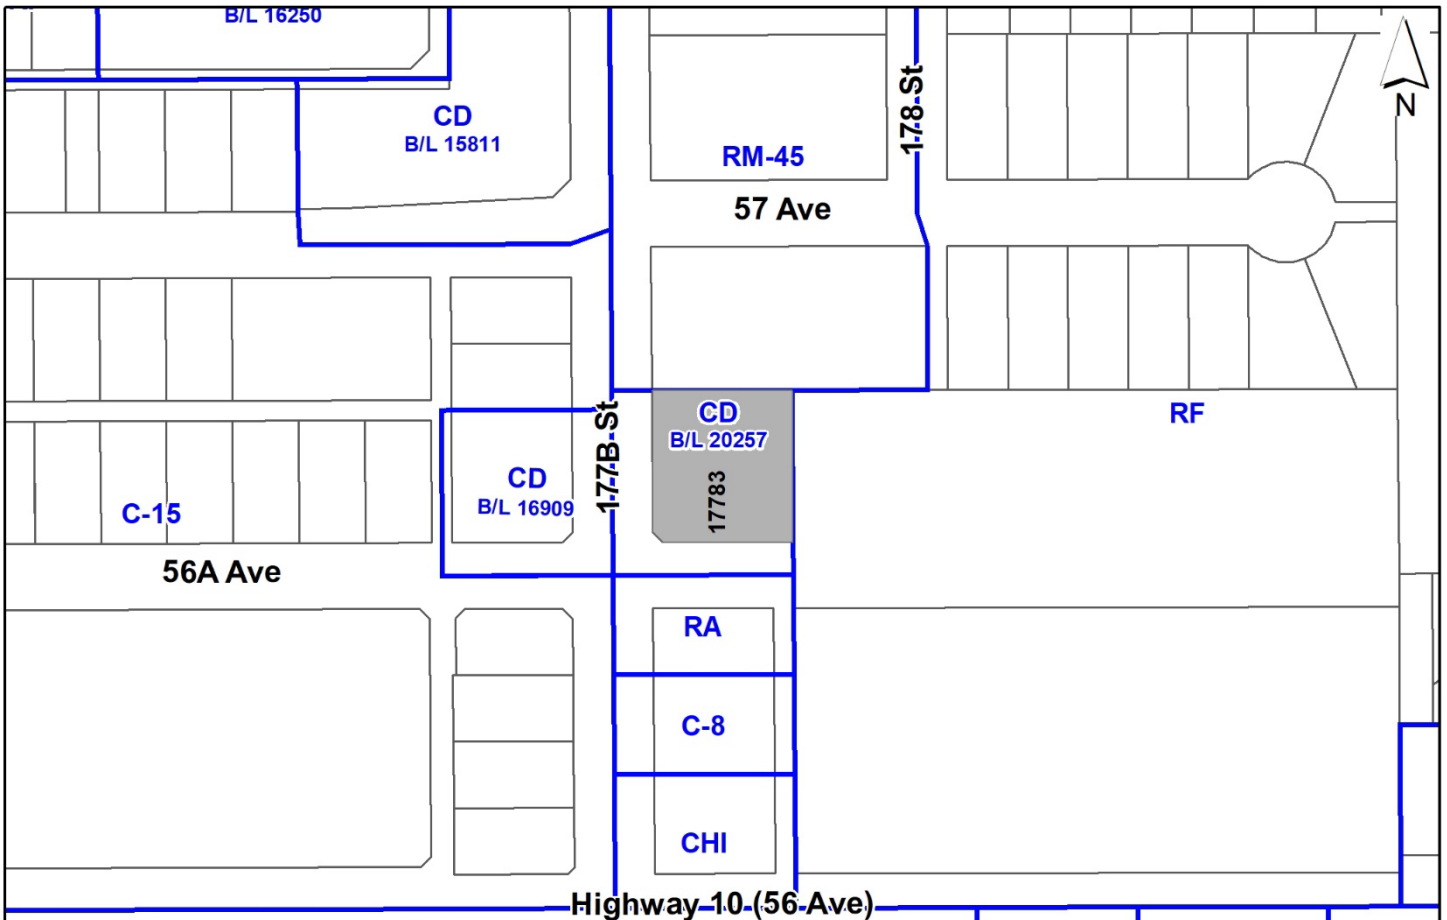 B/L 16250
CD
B/L 15811
178 St
N
RM-45
57 Ave
CD
B/L 20257
17783
177B St
RF
CD
B/L 16909
C-15
56A Ave
RA
C-8
CHI
Highway 10 (56 Ave)